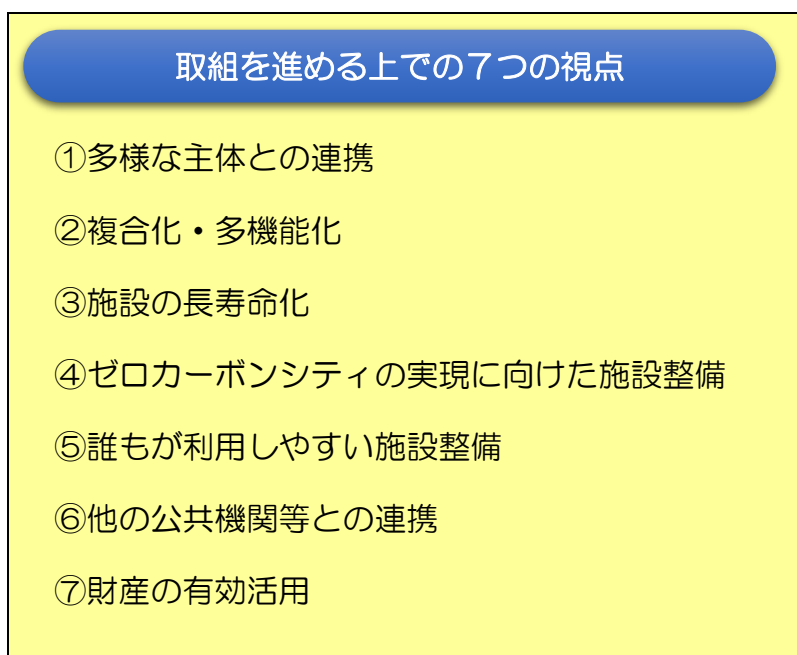 取組を進める上での７つの視点
①多様な主体との連携
②複合化・多機能化
③施設の長寿命化
④ゼロカーボンシティの実現に向けた施設整備
⑤誰もが利用しやすい施設整備
⑥他の公共機関等との連携
⑦財産の有効活用